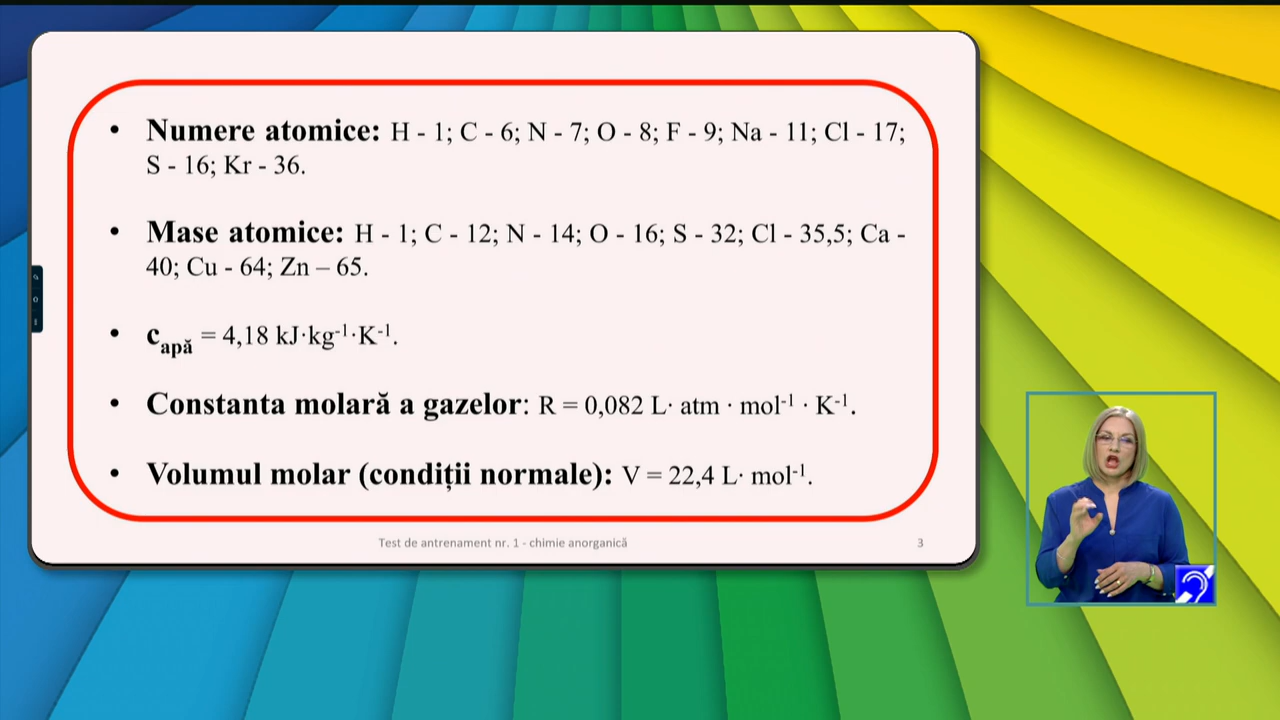 • Numere atomice: H - 1; C - 6; N - 7; O - 8; F - 9; Na - 11; Cl - 17;
S - 16; Kr - 36.
• Mase atomice: H - 1; C - 12; N - 14; O - 16; S - 32; Cl - 35,5; Ca -
40; Cu - 64; Zn – 65.
• c_apă = 4,18 kJ·kg⁻¹·K⁻¹.
• Constanta molară a gazelor: R = 0,082 L· atm · mol⁻¹ · K⁻¹.
• Volumul molar (condiții normale): V = 22,4 L· mol⁻¹.
Test de antrenament nr. 1 - chimie anorganică
3